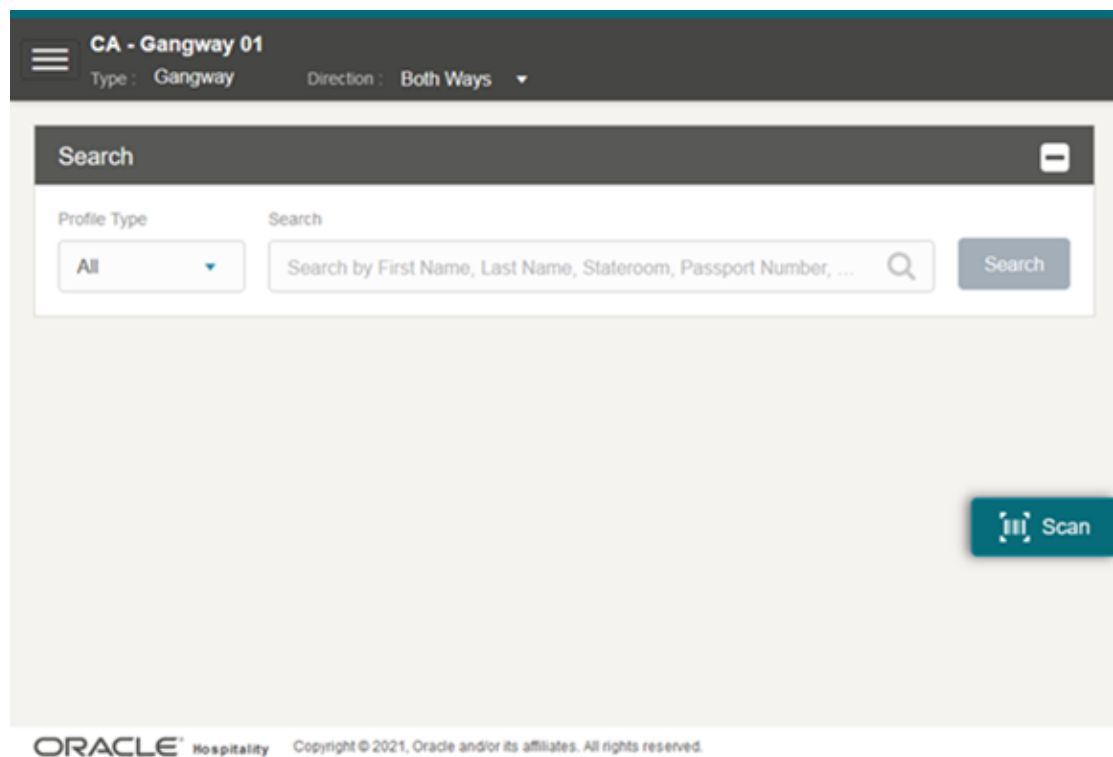 CA - Gangway 01
Type : Gangway Direction : Both Ways
Search
Profile Type Search
All Search by First Name, Last Name, Stateroom, Passport Number, ... Search
Scan
ORACLE Hospitality Copyright © 2021, Oracle and/or its affiliates. All rights reserved.